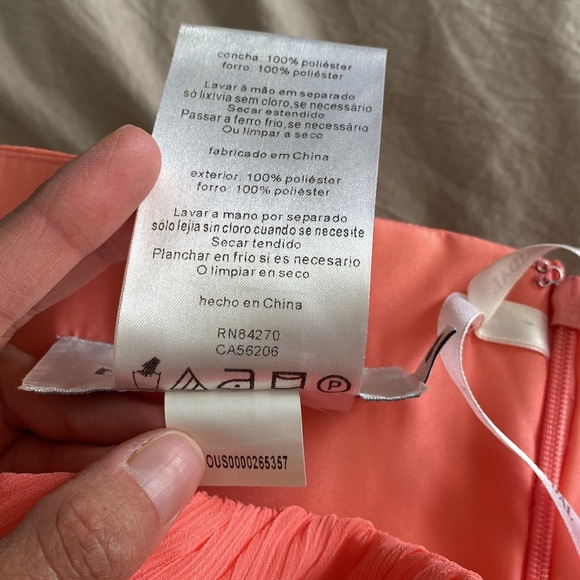 concha: 100% poliéster
forro: 100% poliéster
Lavar à mão em separado
só lixivia sem cloro,se necessário
Secar estendido
Passar a ferro frio,se necessário
Ou limpar a seco
fabricado em China
exterior: 100% poliéster
forro: 100% poliéster
Lavar a mano por separado
sólo lejia sin cloro cuando se necesite
Secar tendido
Planchar en frio si es necesario
O limpiar en seco
hecho en China
RN84270
CA56206
P
OUS0000265357